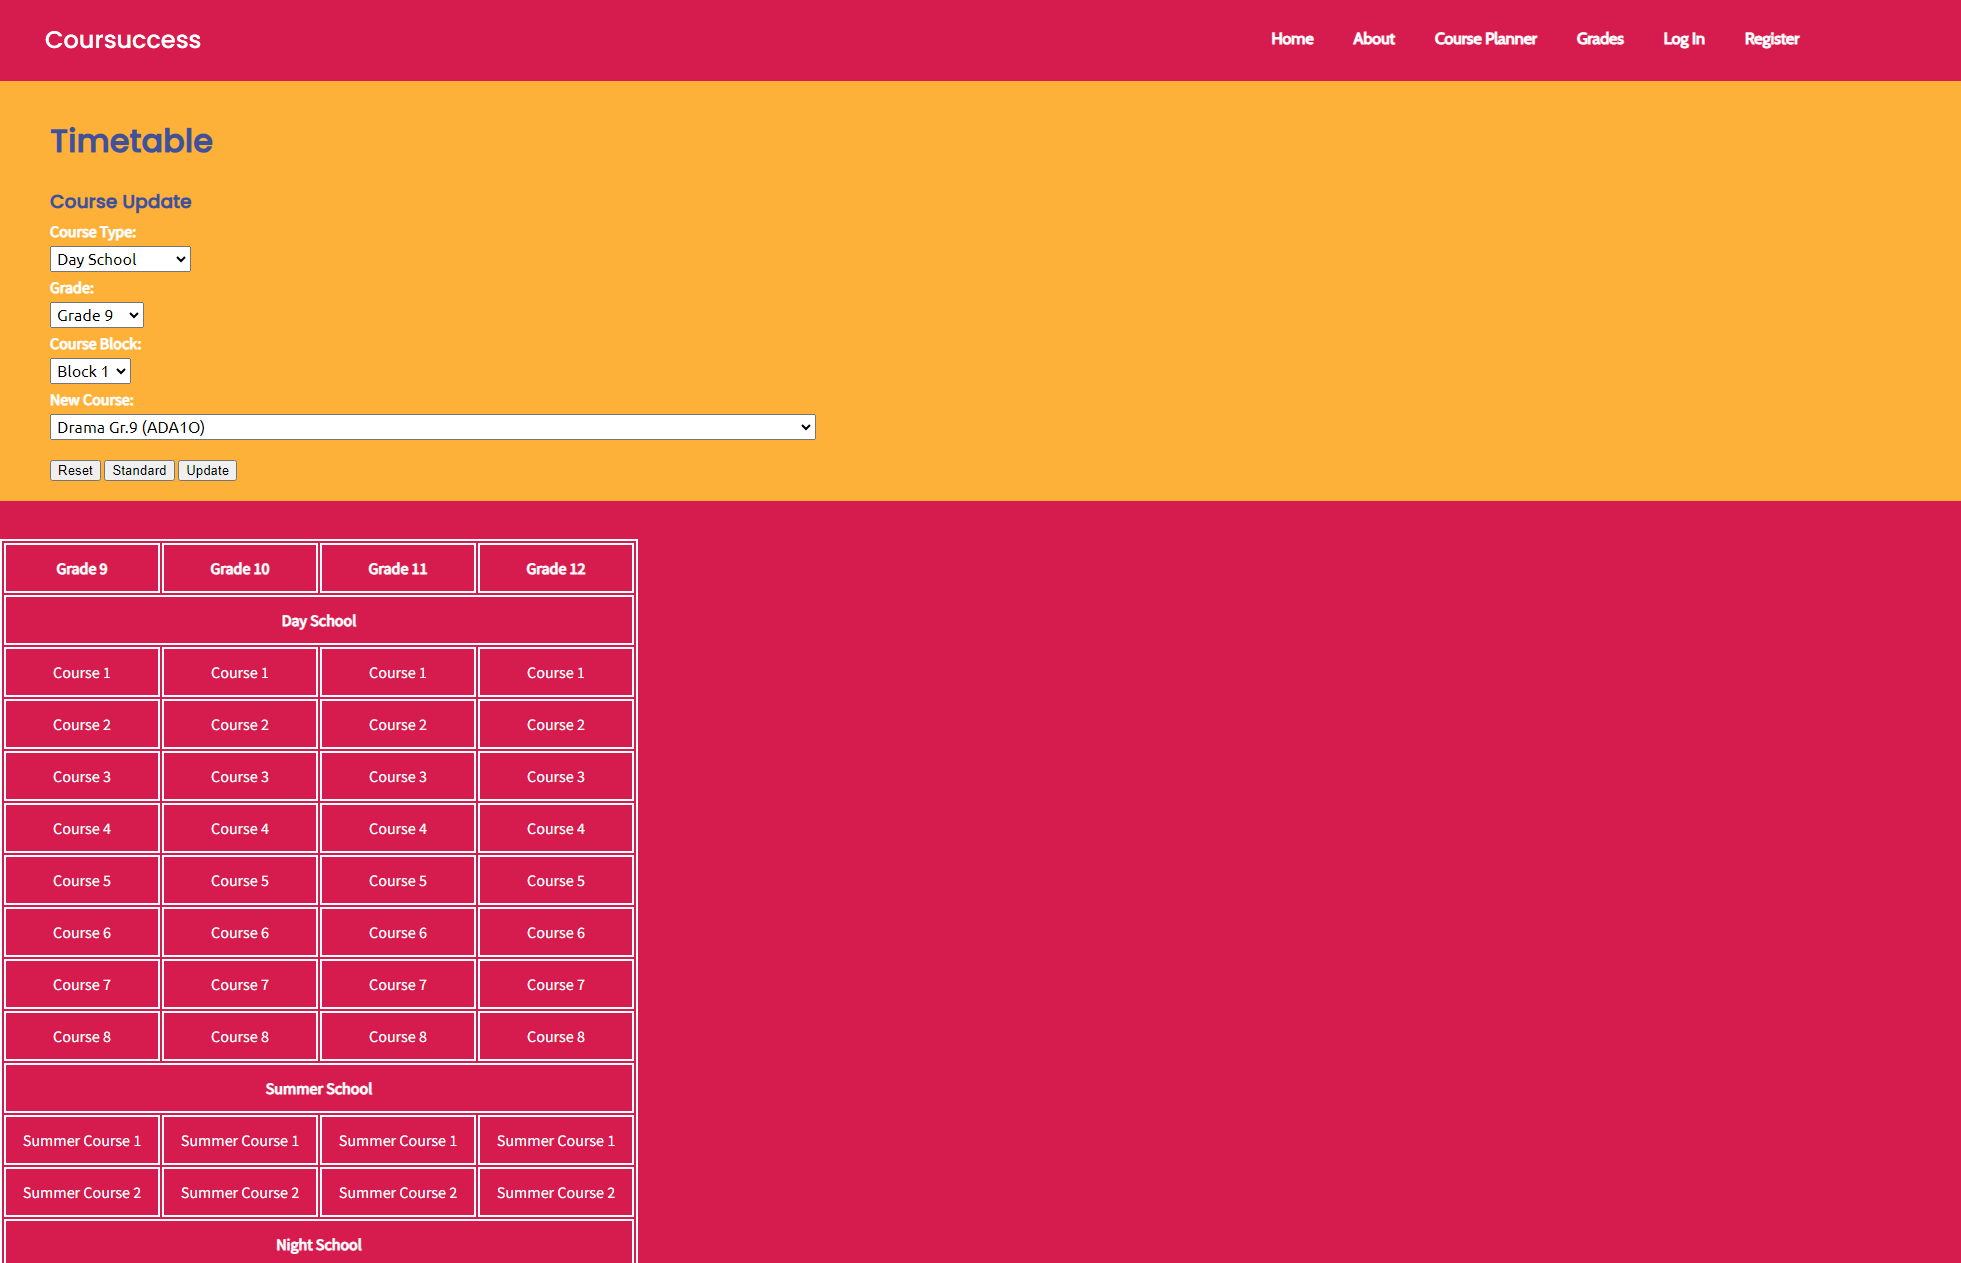 Coursuccess Home About Course Planner Grades Log In Register
Timetable
Course Update
Course Type:
Day School
Grade:
Grade 9
Course Block:
Block 1
New Course:
Drama Gr.9 (ADA1O)
Reset Standard Update
Grade 9 Grade 10 Grade 11 Grade 12
Day School
Course 1 Course 1 Course 1 Course 1
Course 2 Course 2 Course 2 Course 2
Course 3 Course 3 Course 3 Course 3
Course 4 Course 4 Course 4 Course 4
Course 5 Course 5 Course 5 Course 5
Course 6 Course 6 Course 6 Course 6
Course 7 Course 7 Course 7 Course 7
Course 8 Course 8 Course 8 Course 8
Summer School
Summer Course 1 Summer Course 1 Summer Course 1 Summer Course 1
Summer Course 2 Summer Course 2 Summer Course 2 Summer Course 2
Night School